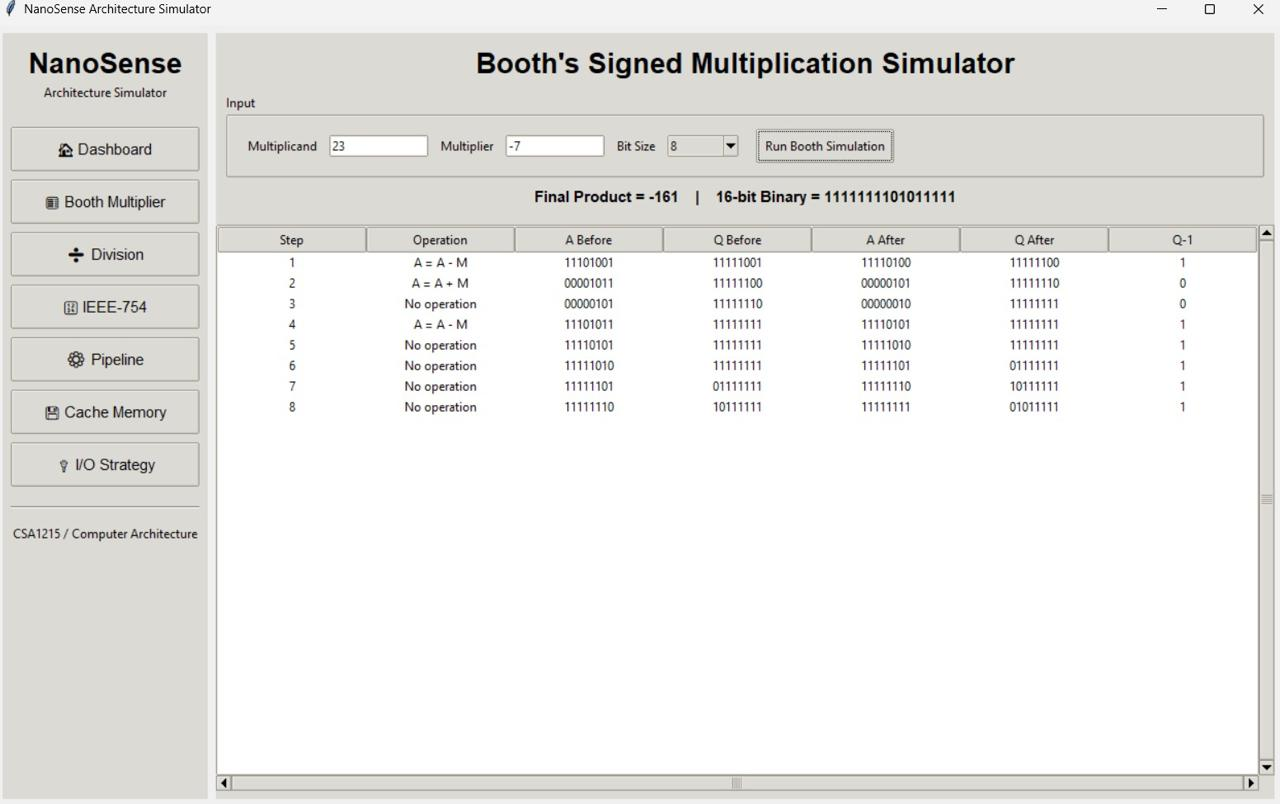 NanoSense Architecture Simulator
NanoSense
Architecture Simulator
Dashboard
Booth Multiplier
Division
IEEE-754
Pipeline
Cache Memory
I/O Strategy
CSA1215 / Computer Architecture
Booth's Signed Multiplication Simulator
Input
Multiplicand 23 Multiplier -7 Bit Size 8 Run Booth Simulation
Final Product = -161 | 16-bit Binary = 1111111101011111
Step Operation A Before Q Before A After Q After Q-1
1 A = A - M 11101001 11111001 11110100 11111100 1
2 A = A + M 00001011 11111100 00000101 11111110 0
3 No operation 00000101 11111110 00000010 11111111 0
4 A = A - M 11101011 11111111 11110101 11111111 1
5 No operation 11110101 11111111 11111010 11111111 1
6 No operation 11111010 11111111 11111101 01111111 1
7 No operation 11111101 01111111 11111110 10111111 1
8 No operation 11111110 10111111 11111111 01011111 1